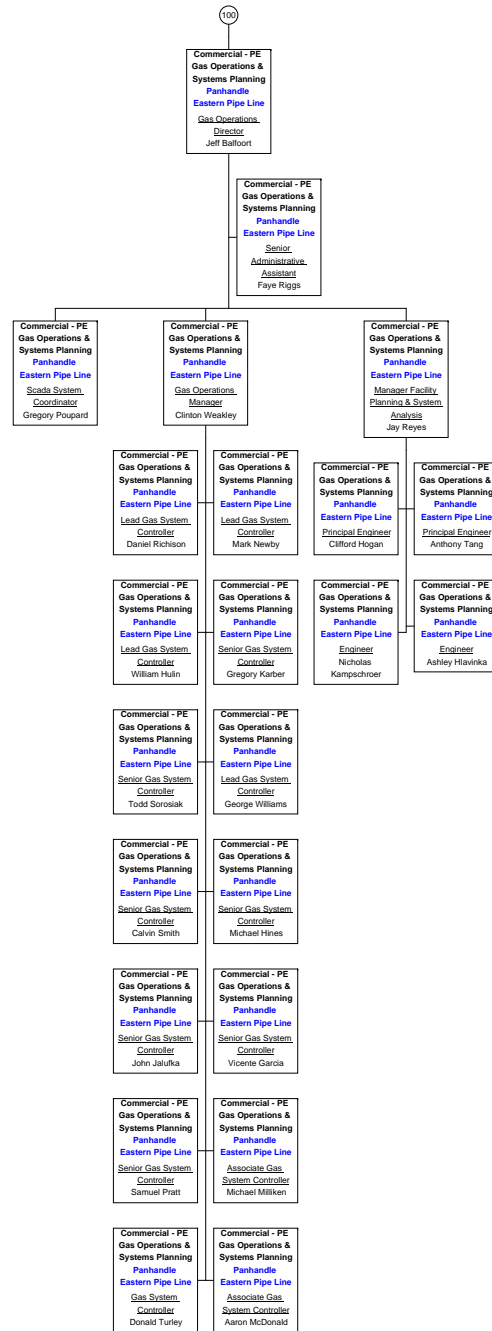 100
Commercial - PE
Gas Operations &
Systems Planning
Panhandle
Eastern Pipe Line
Gas Operations
Director
Jeff Balfoort
Commercial - PE
Gas Operations &
Systems Planning
Panhandle
Eastern Pipe Line
Senior
Administrative
Assistant
Faye Riggs
Commercial - PE
Gas Operations &
Systems Planning
Panhandle
Eastern Pipe Line
Scada System
Coordinator
Gregory Poupard
Commercial - PE
Gas Operations &
Systems Planning
Panhandle
Eastern Pipe Line
Gas Operations
Manager
Clinton Weakley
Commercial - PE
Gas Operations &
Systems Planning
Panhandle
Eastern Pipe Line
Manager Facility
Planning & System
Analysis
Jay Reyes
Commercial - PE
Gas Operations &
Systems Planning
Panhandle
Eastern Pipe Line
Lead Gas System
Controller
Daniel Richison
Commercial - PE
Gas Operations &
Systems Planning
Panhandle
Eastern Pipe Line
Lead Gas System
Controller
Mark Newby
Commercial - PE
Gas Operations &
Systems Planning
Panhandle
Eastern Pipe Line
Principal Engineer
Clifford Hogan
Commercial - PE
Gas Operations &
Systems Planning
Panhandle
Eastern Pipe Line
Principal Engineer
Anthony Tang
Commercial - PE
Gas Operations &
Systems Planning
Panhandle
Eastern Pipe Line
Lead Gas System
Controller
William Hulin
Commercial - PE
Gas Operations &
Systems Planning
Panhandle
Eastern Pipe Line
Senior Gas System
Controller
Gregory Karber
Commercial - PE
Gas Operations &
Systems Planning
Panhandle
Eastern Pipe Line
Engineer
Nicholas
Kampschroer
Commercial - PE
Gas Operations &
Systems Planning
Panhandle
Eastern Pipe Line
Engineer
Ashley Hlavinka
Commercial - PE
Gas Operations &
Systems Planning
Panhandle
Eastern Pipe Line
Senior Gas System
Controller
Todd Sorosiak
Commercial - PE
Gas Operations &
Systems Planning
Panhandle
Eastern Pipe Line
Lead Gas System
Controller
George Williams
Commercial - PE
Gas Operations &
Systems Planning
Panhandle
Eastern Pipe Line
Senior Gas System
Controller
Calvin Smith
Commercial - PE
Gas Operations &
Systems Planning
Panhandle
Eastern Pipe Line
Senior Gas System
Controller
Michael Hines
Commercial - PE
Gas Operations &
Systems Planning
Panhandle
Eastern Pipe Line
Senior Gas System
Controller
John Jalufka
Commercial - PE
Gas Operations &
Systems Planning
Panhandle
Eastern Pipe Line
Senior Gas System
Controller
Vicente Garcia
Commercial - PE
Gas Operations &
Systems Planning
Panhandle
Eastern Pipe Line
Senior Gas System
Controller
Samuel Pratt
Commercial - PE
Gas Operations &
Systems Planning
Panhandle
Eastern Pipe Line
Associate Gas
System Controller
Michael Milliken
Commercial - PE
Gas Operations &
Systems Planning
Panhandle
Eastern Pipe Line
Gas System
Controller
Donald Turley
Commercial - PE
Gas Operations &
Systems Planning
Panhandle
Eastern Pipe Line
Associate Gas
System Controller
Aaron McDonald